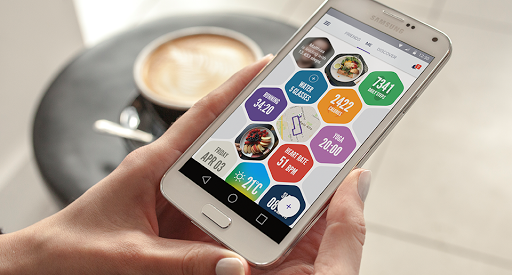 SAMSUNG
FRIENDS
ME
DISCOVER
7341
WATER
5 GLASSES
2422
CALORIES
RUNNING
34:20
YOGA
20:00
HEART RATE
51 BPM
FRIDAY
APR 03
21°C